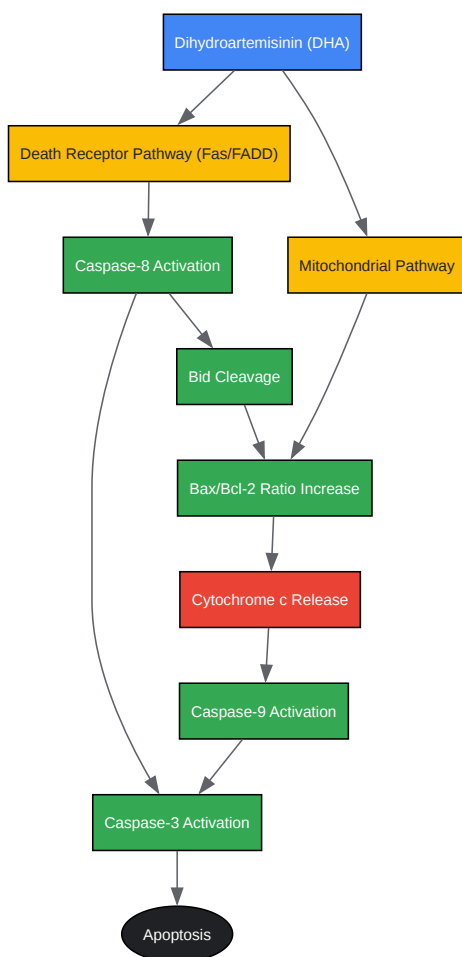 Dihydroartemisinin (DHA)
Death Receptor Pathway (Fas/FADD)
Caspase-8 Activation
Mitochondrial Pathway
Bid Cleavage
Bax/Bcl-2 Ratio Increase
Cytochrome c Release
Caspase-9 Activation
Caspase-3 Activation
Apoptosis